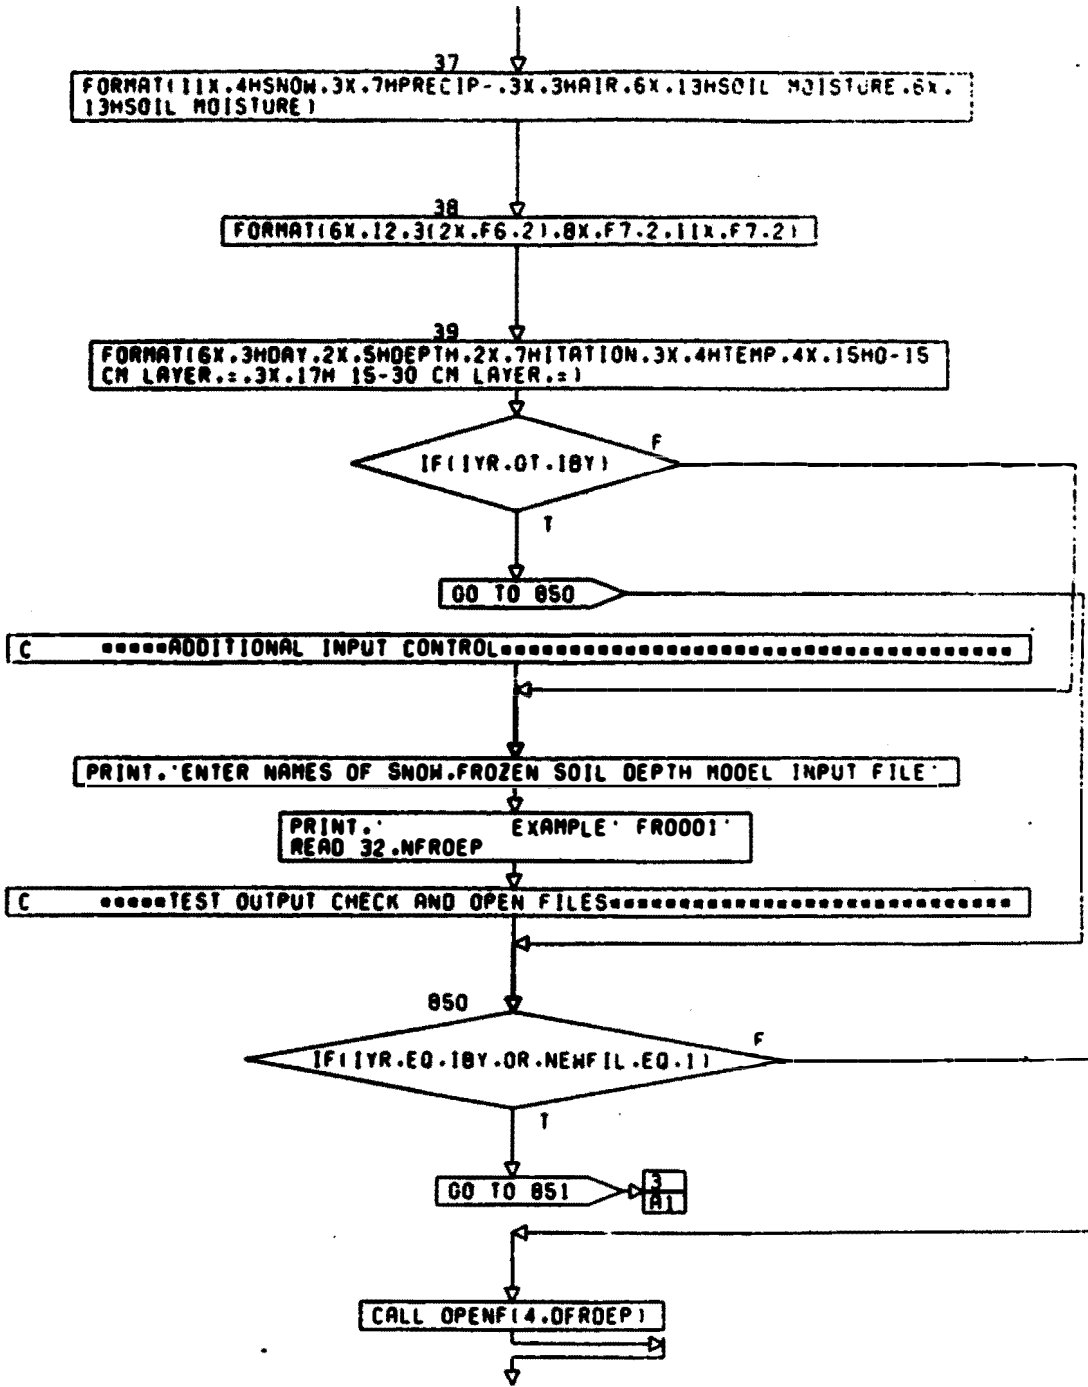 37
FORMAT(11X.4HSNOW.3X.7HPRECIP-.3X.3HAIR.6X.13HSOIL MOISTURE.6X.
13HSOIL MOISTURE)
38
FORMAT(6X.I2.3(2X.F6.2).8X.F7.2.11X.F7.2)
39
FORMAT(6X.3HDAY.2X.5HDEPTH.2X.7HITATION.3X.4HTEMP.4X.15H0-15
CM LAYER.=.3X.17H 15-30 CM LAYER.=)
IF(IYR.GT.IBY)
F
T
GO TO 850
C *****ADDITIONAL INPUT CONTROL*********************************
PRINT.'ENTER NAMES OF SNOW.FROZEN SOIL DEPTH MODEL INPUT FILE'
PRINT.' EXAMPLE' FR0001'
READ 32.NFRDEP
C *****TEST OUTPUT CHECK AND OPEN FILES**************************
850
IF(IYR.EQ.IBY.OR.NEWFIL.EQ.1)
F
T
GO TO 851
3
A1
CALL OPENF(4.OFRDEP)